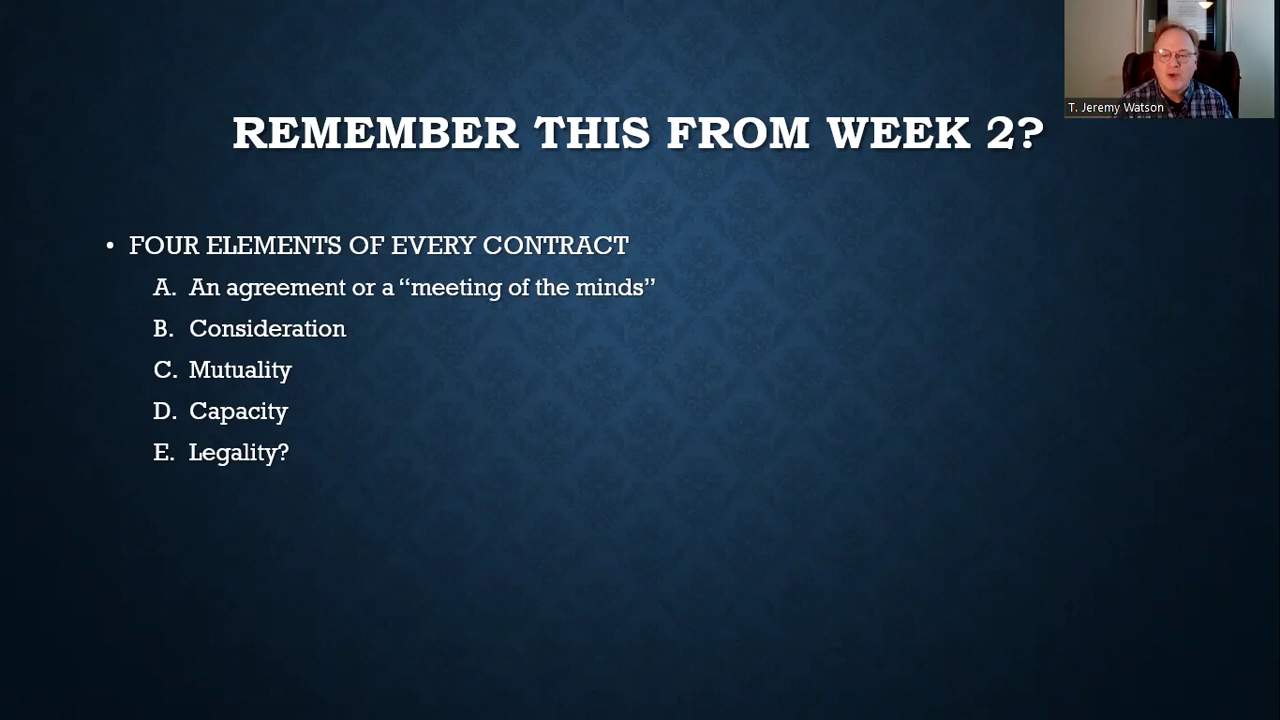 T. Jeremy Watson
REMEMBER THIS FROM WEEK 2?
• FOUR ELEMENTS OF EVERY CONTRACT
A. An agreement or a “meeting of the minds”
B. Consideration
C. Mutuality
D. Capacity
E. Legality?